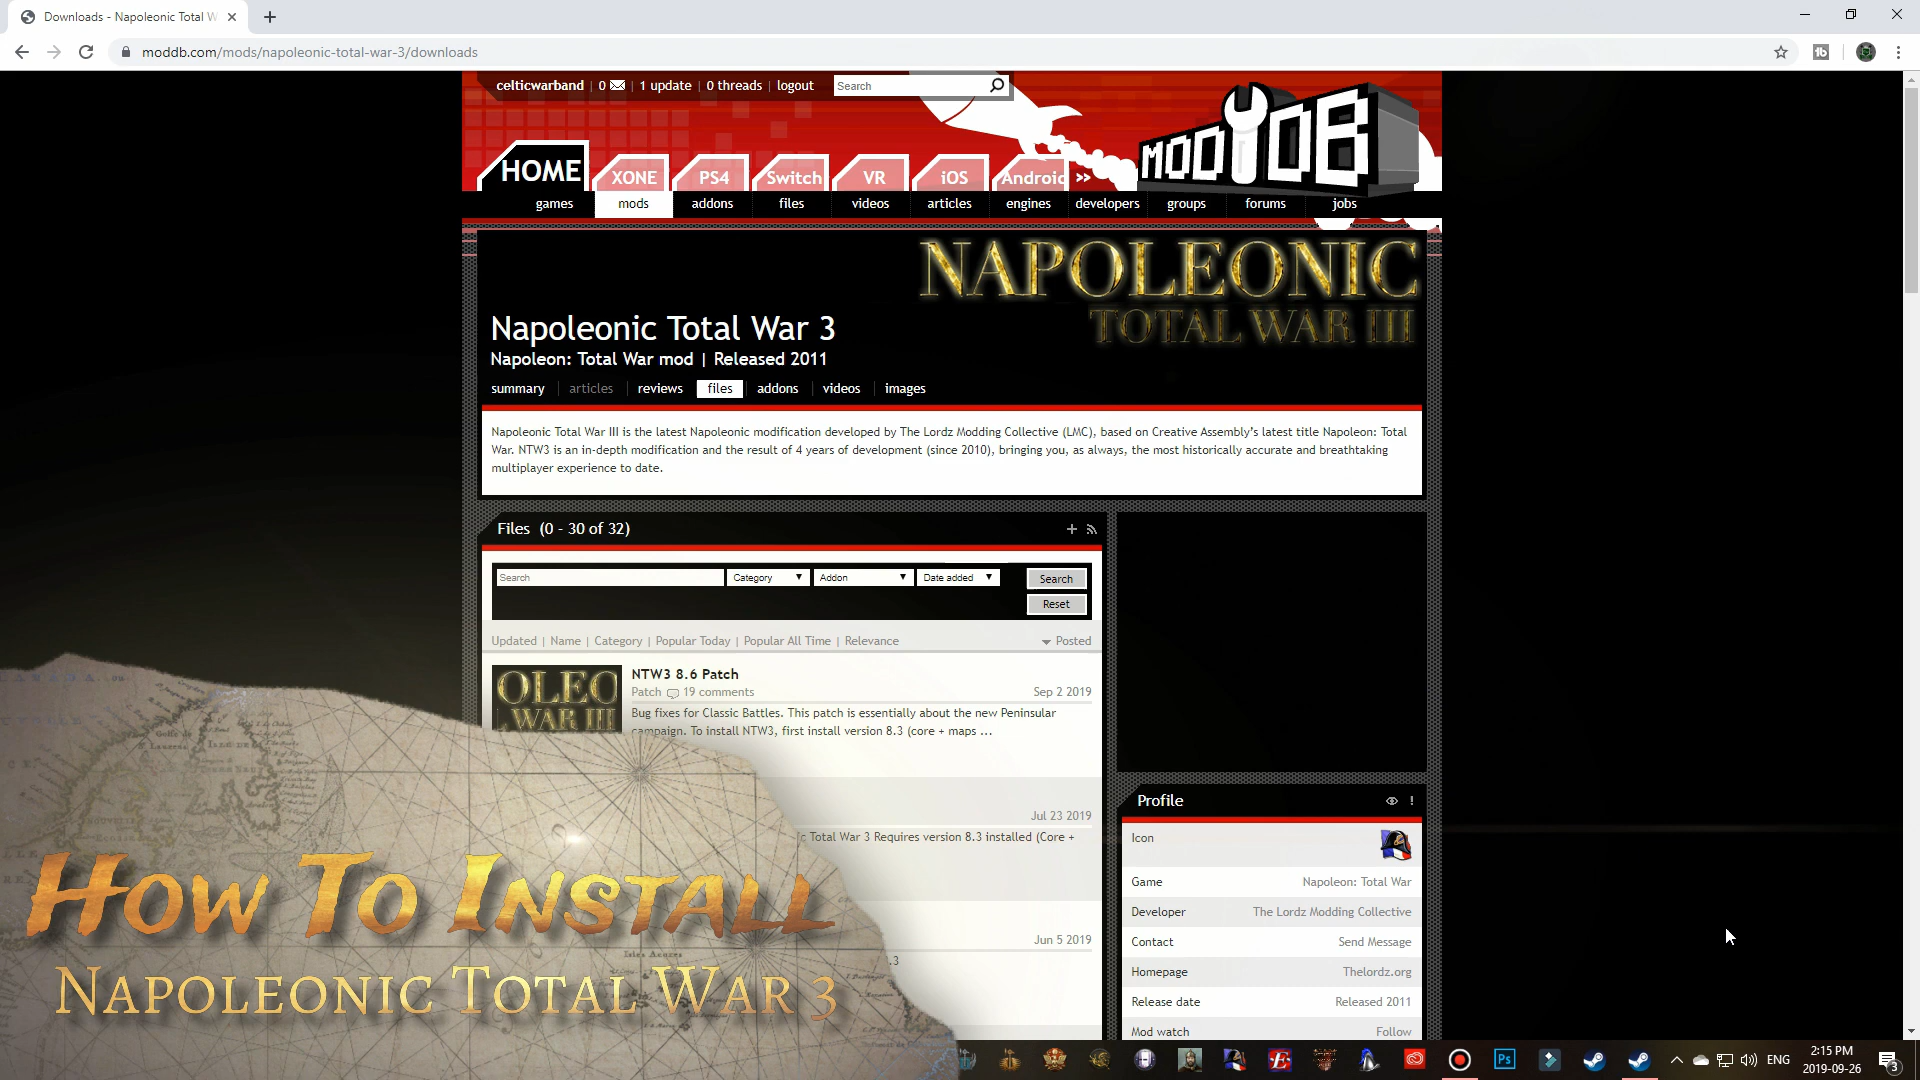 Downloads - Napoleonic Total W
moddb.com/mods/napoleonic-total-war-3/downloads
celticwarband | 0 | 1 update | 0 threads | logout
Search
MOD DB
HOME XONE PS4 Switch VR iOS Android >>
games mods addons files videos articles engines developers groups forums jobs
NAPOLEONIC
TOTAL WAR III
Napoleonic Total War 3
Napoleon: Total War mod | Released 2011
summary articles reviews files addons videos images
Napoleonic Total War III is the latest Napoleonic modification developed by The Lordz Modding Collective (LMC), based on Creative Assembly's latest title Napoleon: Total
War. NTW3 is an in-depth modification and the result of 4 years of development (since 2010), bringing you, as always, the most historically accurate and breathtaking
multiplayer experience to date.
Files (0 - 30 of 32)
Search Category Addon Date added Search
Reset
Updated | Name | Category | Popular Today | Popular All Time | Relevance Posted
OLEO
WAR III
NTW3 8.6 Patch
Patch 19 comments Sep 2 2019
Bug fixes for Classic Battles. This patch is essentially about the new Peninsular
campaign. To install NTW3, first install version 8.3 (core + maps ...
Jul 23 2019
c Total War 3 Requires version 8.3 installed (Core +
Jun 5 2019
.3
Profile
Icon
Game Napoleon: Total War
Developer The Lordz Modding Collective
Contact Send Message
Homepage Thelordz.org
Release date Released 2011
Mod watch Follow
How To Install
Napoleonic Total War 3
Ps
ENG
2:15 PM
2019-09-26
3